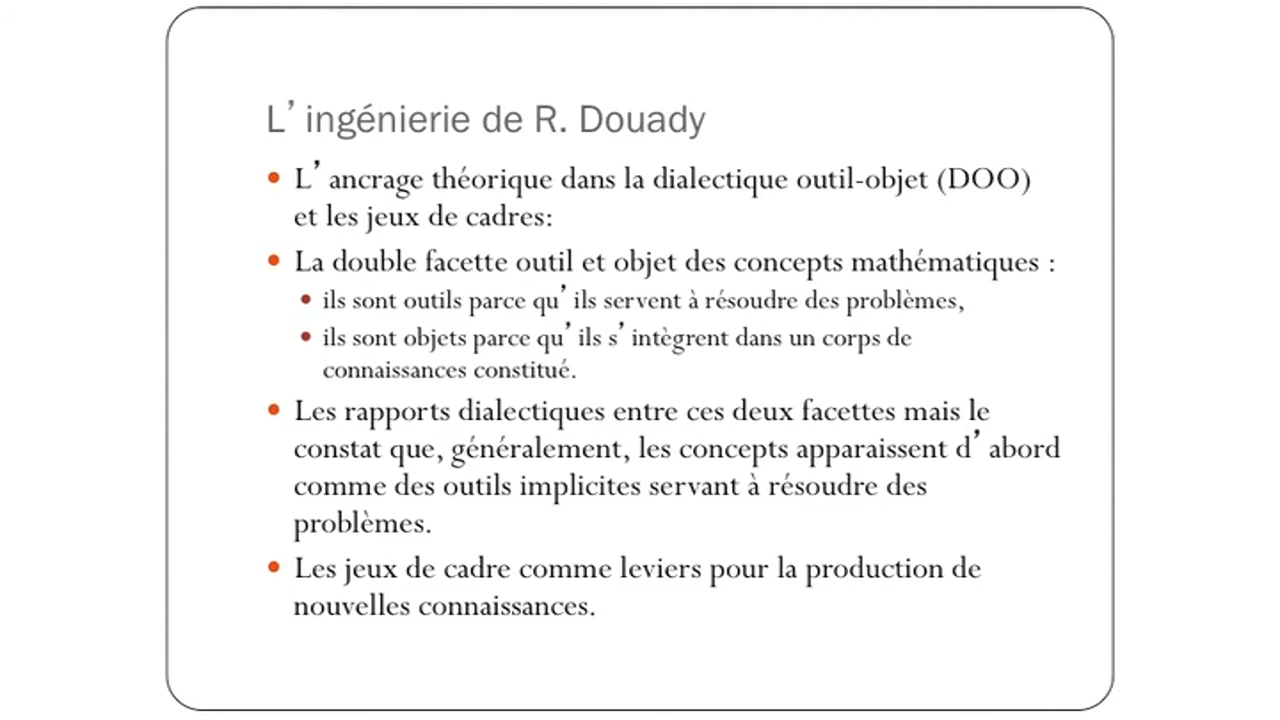 L’ ingénierie de R. Douady
• L’ ancrage théorique dans la dialectique outil-objet (DOO)
et les jeux de cadres:
• La double facette outil et objet des concepts mathématiques :
• ils sont outils parce qu’ ils servent à résoudre des problèmes,
• ils sont objets parce qu’ ils s’ intègrent dans un corps de
connaissances constitué.
• Les rapports dialectiques entre ces deux facettes mais le
constat que, généralement, les concepts apparaissent d’ abord
comme des outils implicites servant à résoudre des
problèmes.
• Les jeux de cadre comme leviers pour la production de
nouvelles connaissances.